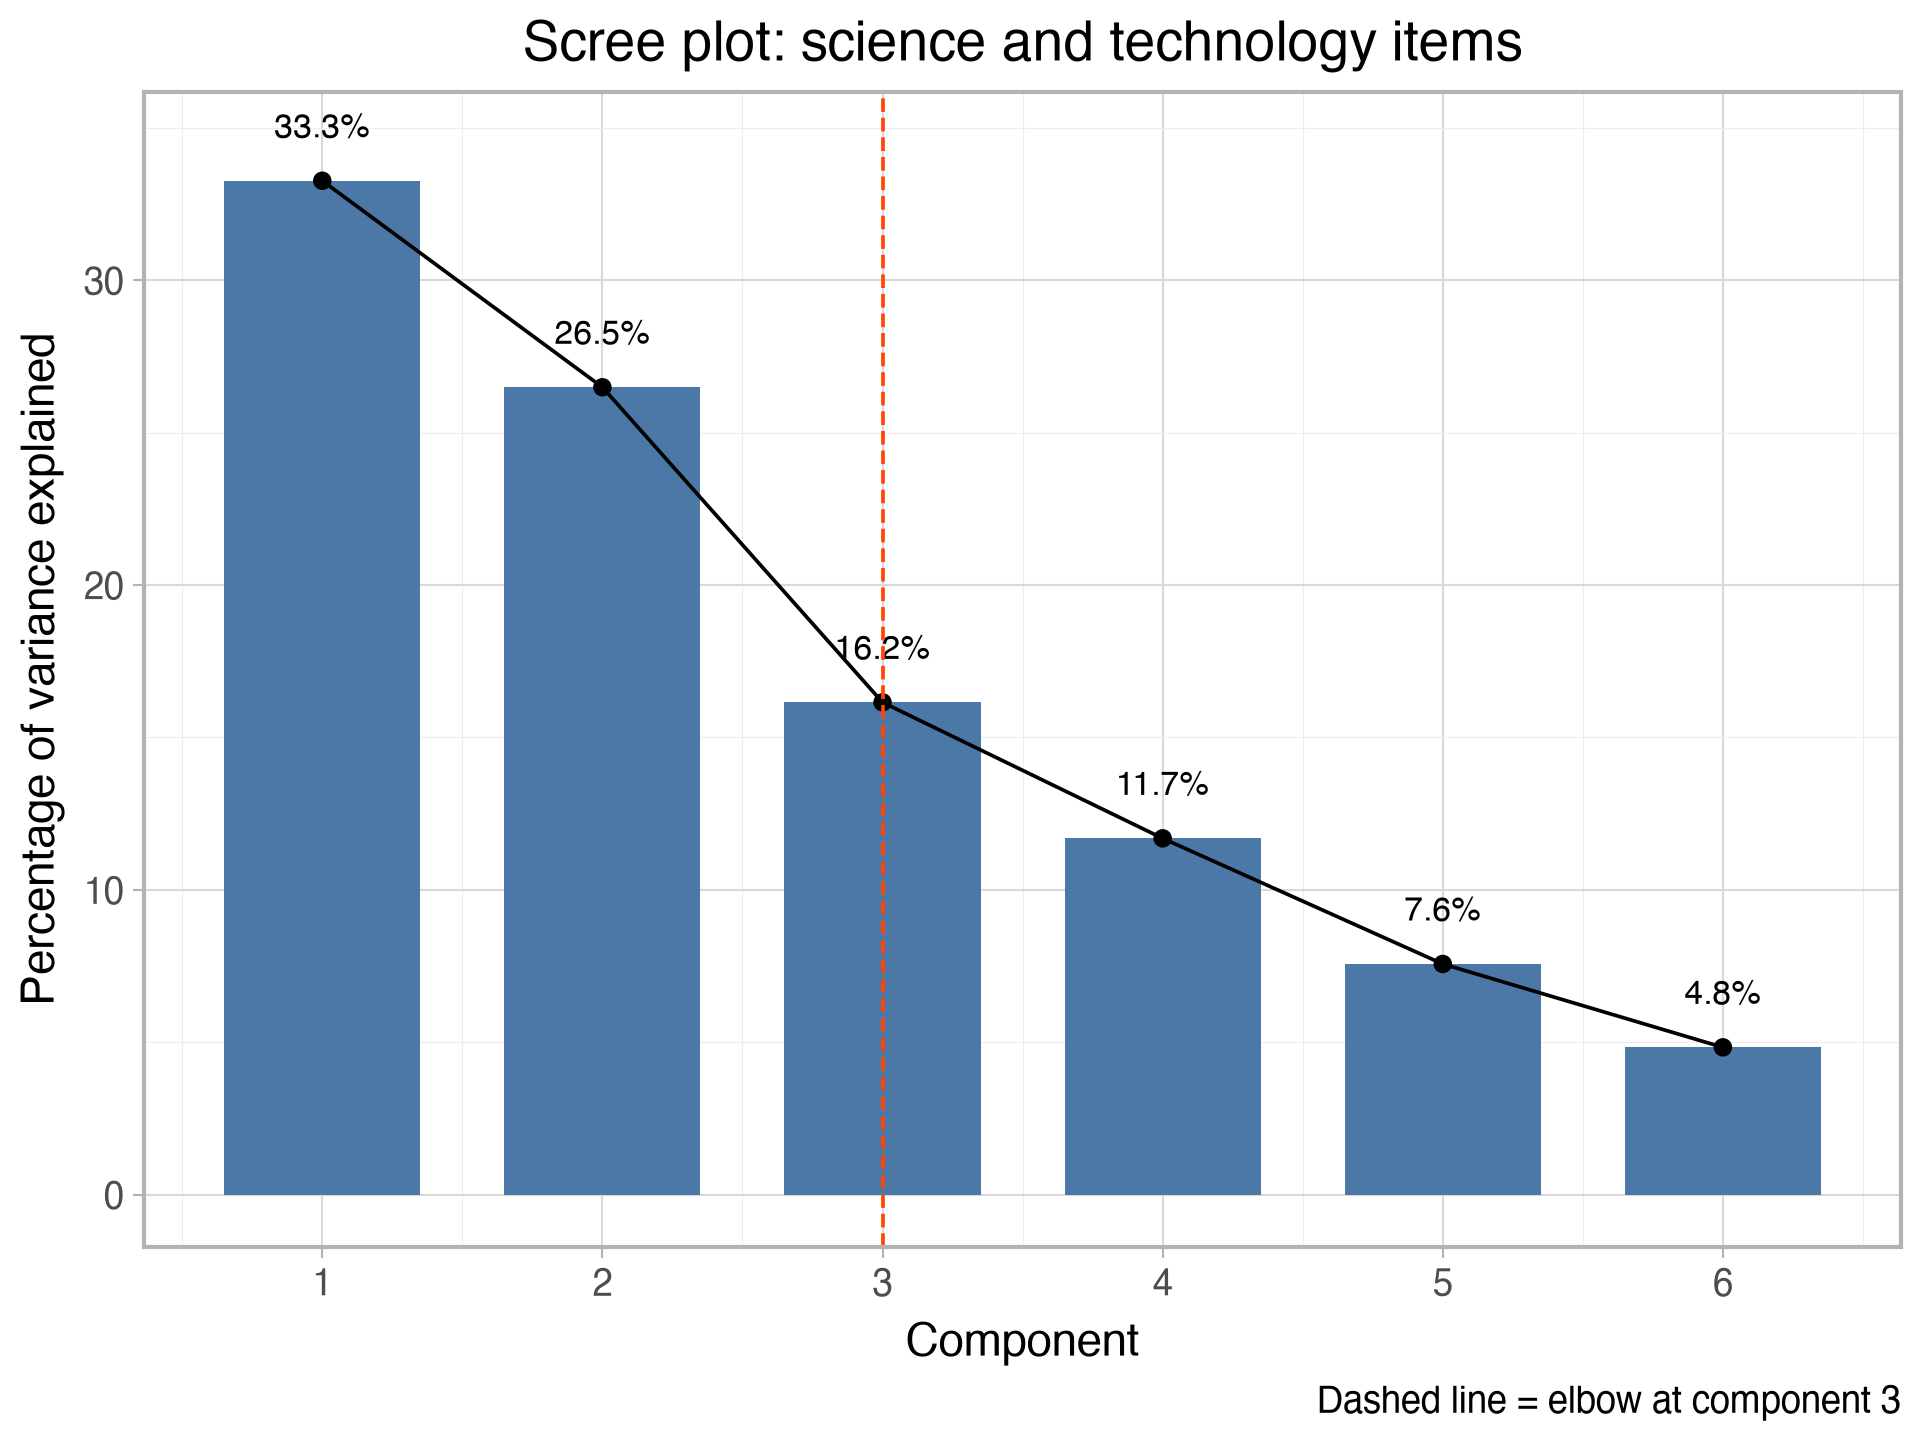 Scree plot: science and technology items
Percentage of variance explained
33.3%
26.5%
16.2%
11.7%
7.6%
4.8%
30
20
10
0
1 2 3 4 5 6
Component
Dashed line = elbow at component 3